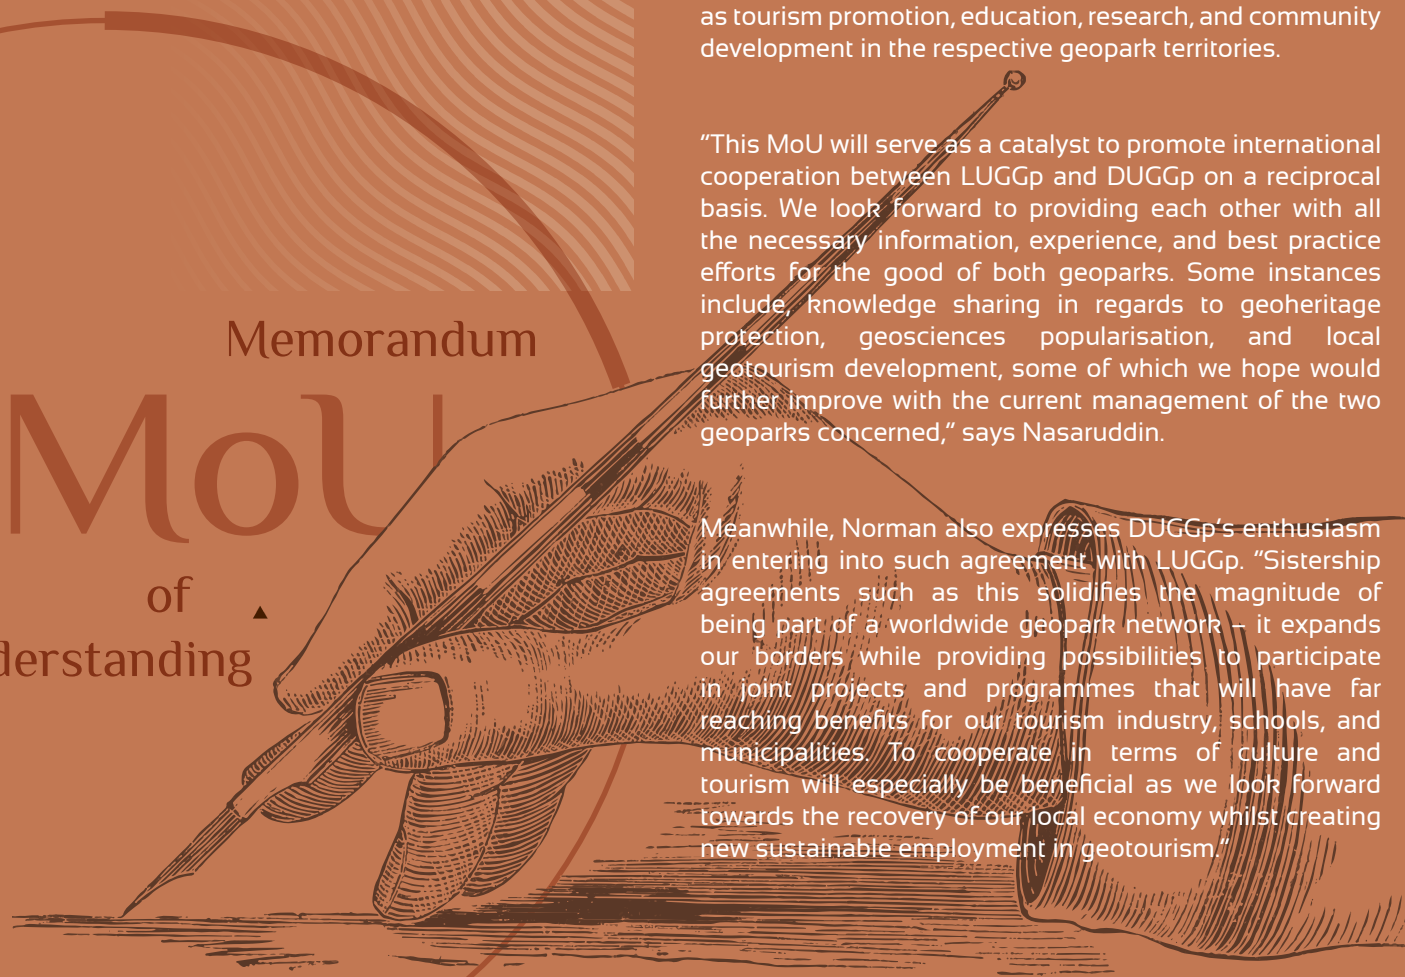 Memorandum
MoU
of
derstanding
as tourism promotion, education, research, and community
development in the respective geopark territories.
“This MoU will serve as a catalyst to promote international
cooperation between LUGGp and DUGGp on a reciprocal
basis. We look forward to providing each other with all
the necessary information, experience, and best practice
efforts for the good of both geoparks. Some instances
include, knowledge sharing in regards to geoheritage
protection, geosciences popularisation, and local
geotourism development, some of which we hope would
further improve with the current management of the two
geoparks concerned,“ says Nasaruddin.
Meanwhile, Norman also expresses DUGGp‘s enthusiasm
in entering into such agreement with LUGGp. “Sistership
agreements such as this solidifies the magnitude of
being part of a worldwide geopark network – it expands
our borders while providing possibilities to participate
in joint projects and programmes that will have far
reaching benefits for our tourism industry, schools, and
municipalities. To cooperate in terms of culture and
tourism will especially be beneficial as we look forward
towards the recovery of our local economy whilst creating
new sustainable employment in geotourism.“